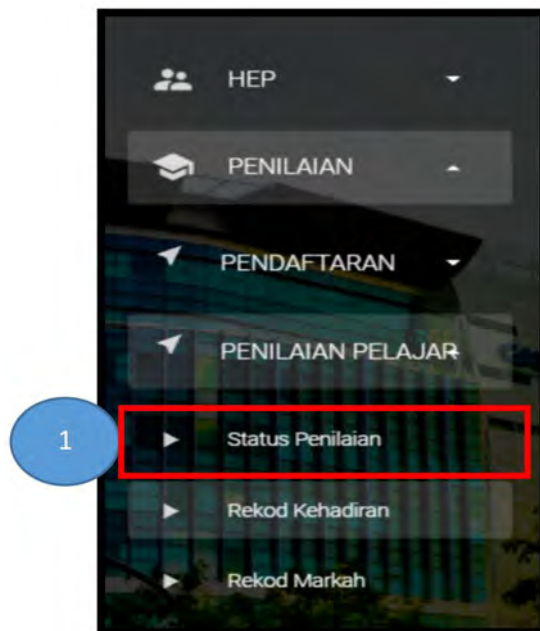 HEP
PENILAIAN
PENDAFTARAN
PENILAIAN PELAJAR
1
Status Penilaian
Rekod Kehadiran
Rekod Markah